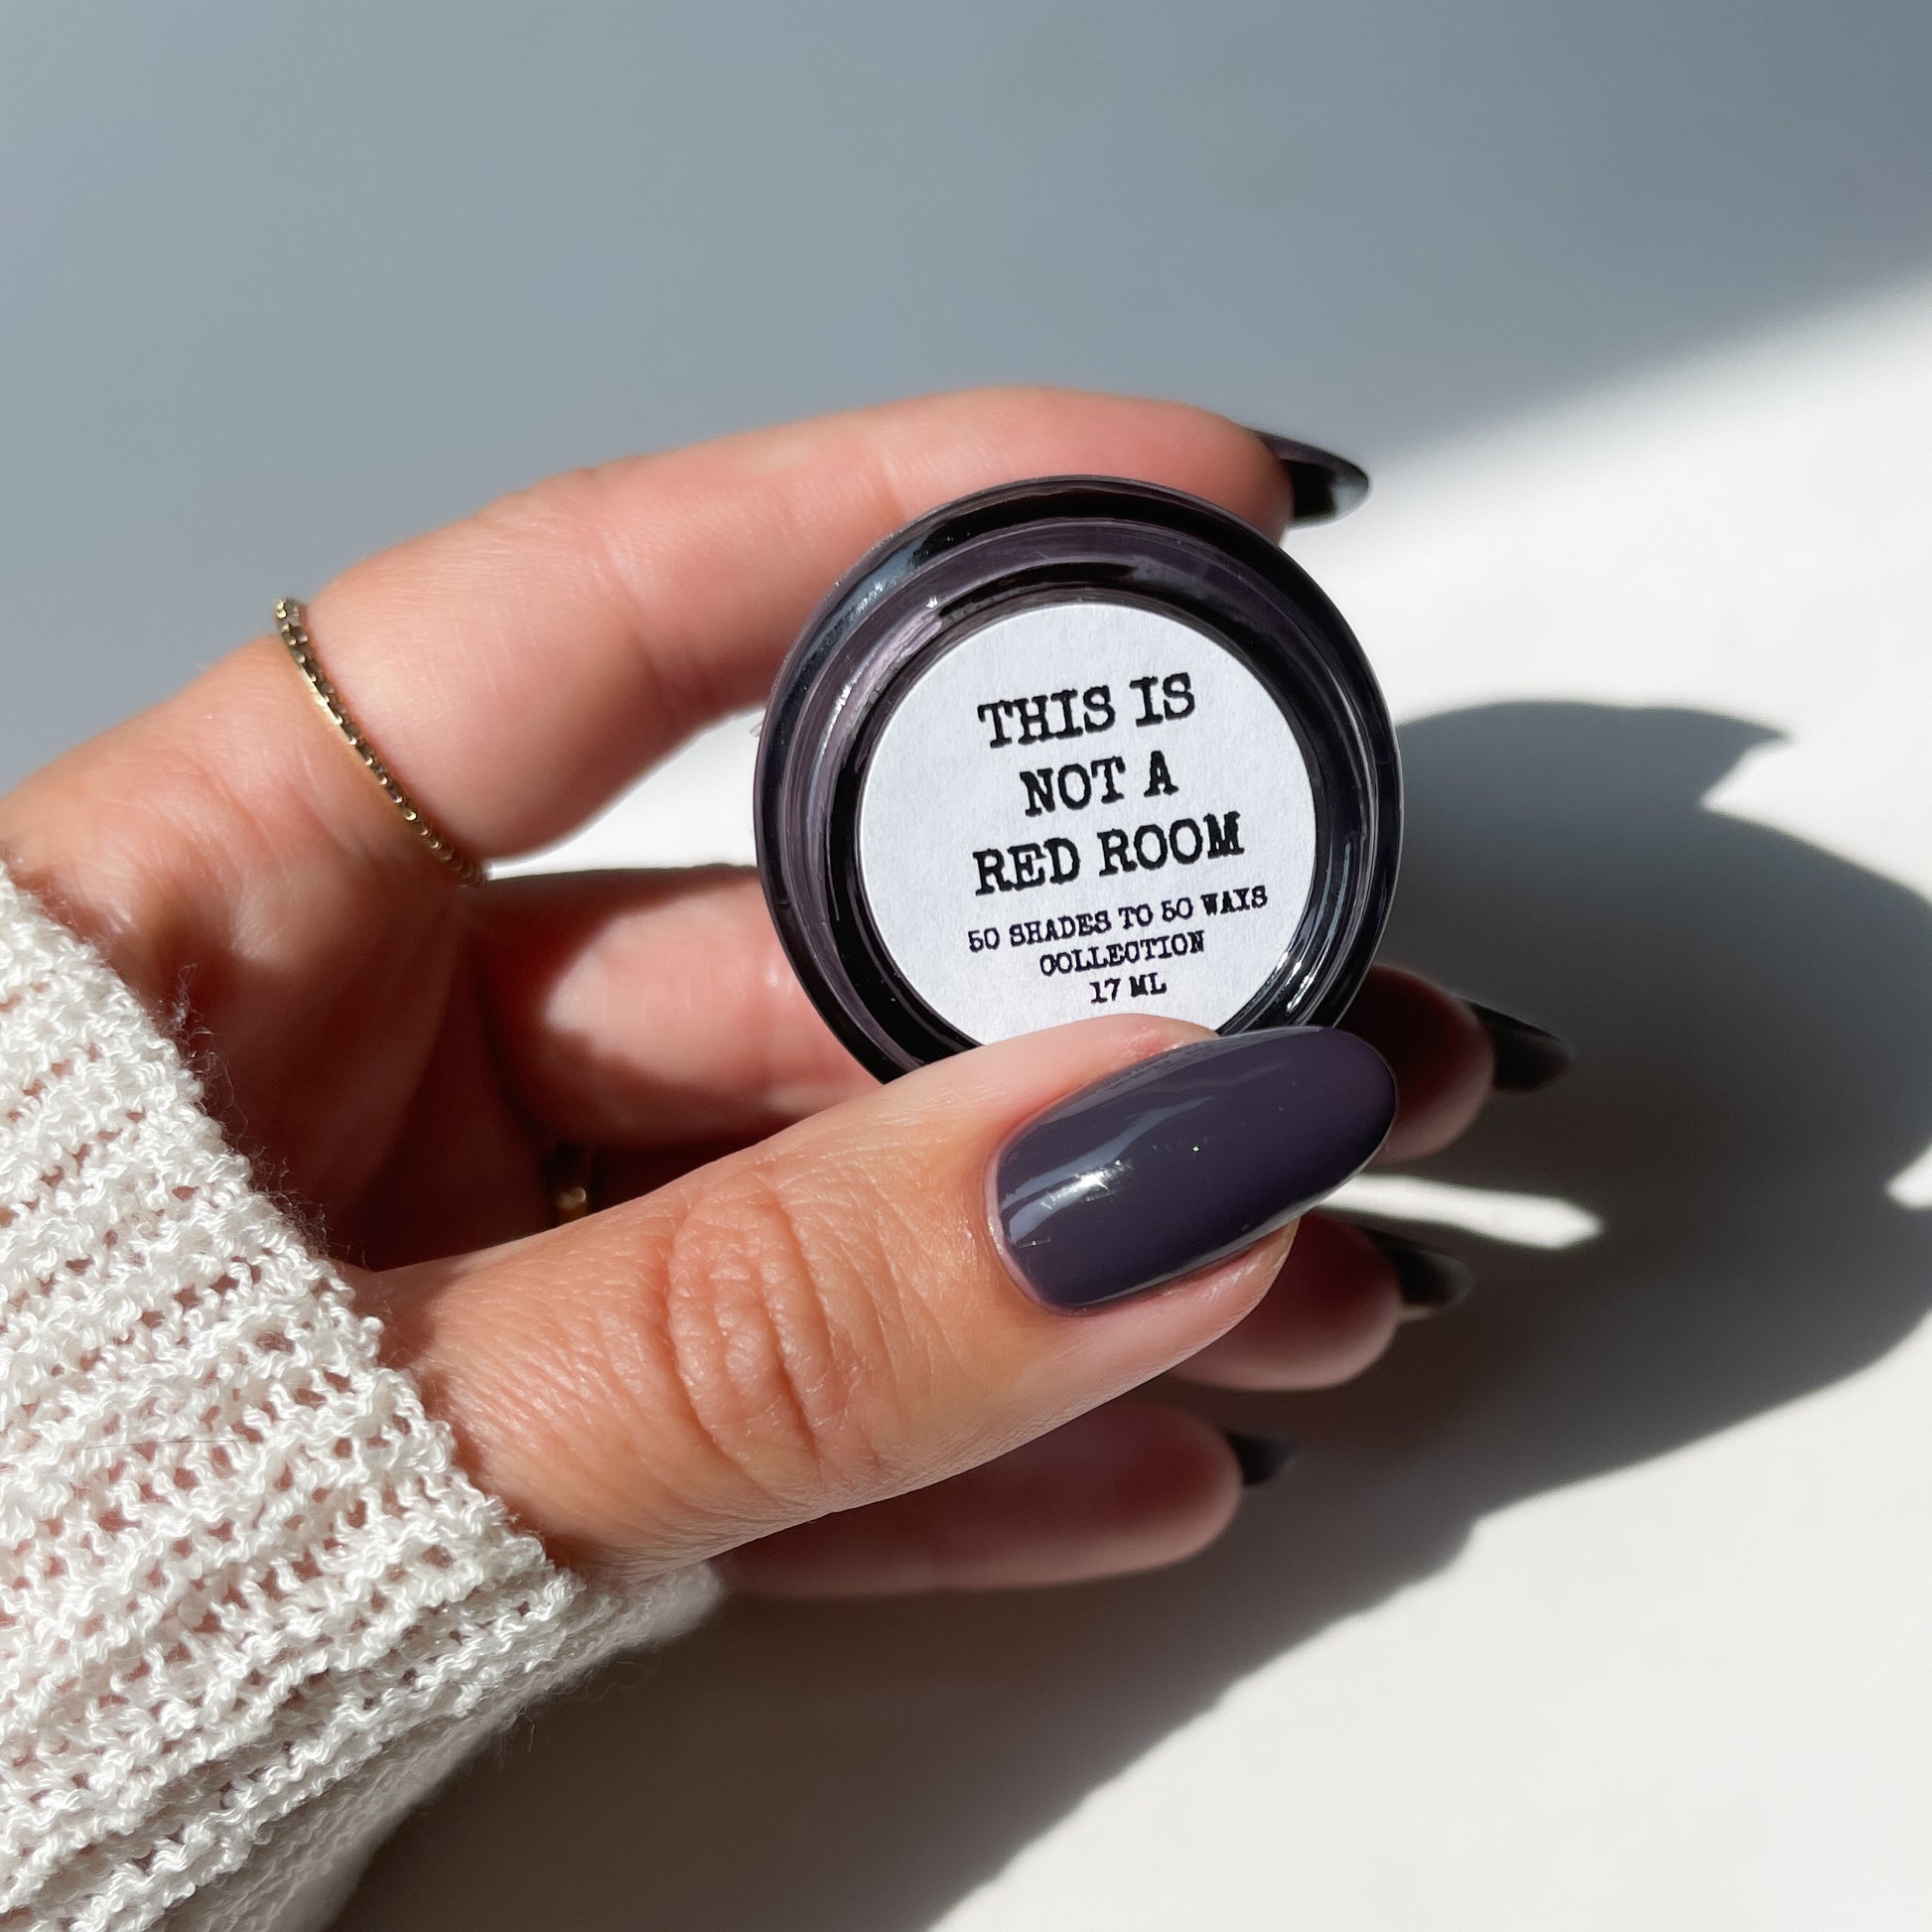 THIS IS
NOT A
RED ROOM
50 SHADES TO 50 WAYS
COLLECTION
17 ML